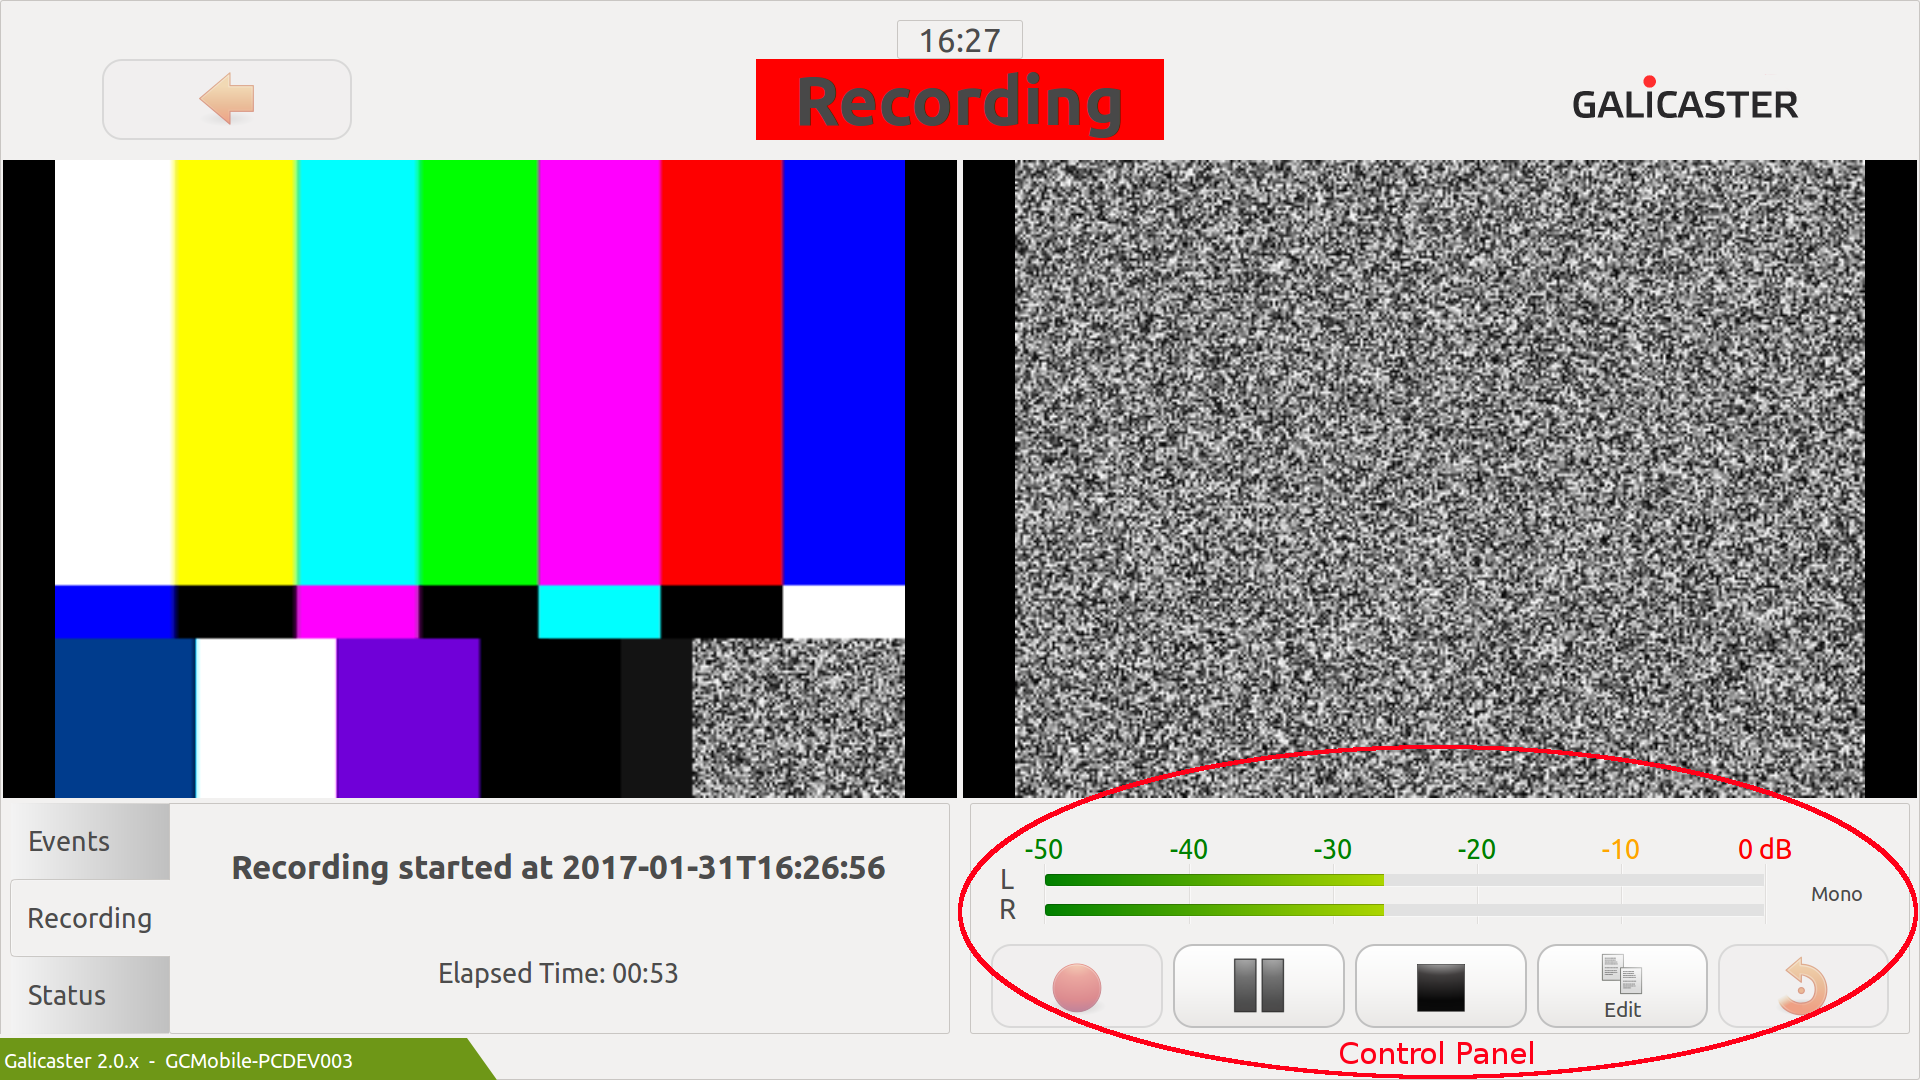 16:27
Recording
GALICASTER
Events
Recording
Status
Recording started at 2017-01-31T16:26:56
Elapsed Time: 00:53
-50 -40 -30 -20 -10 0 dB
L
R
Mono
Edit
Control Panel
Galicaster 2.0.x - GCMobile-PCDEV003